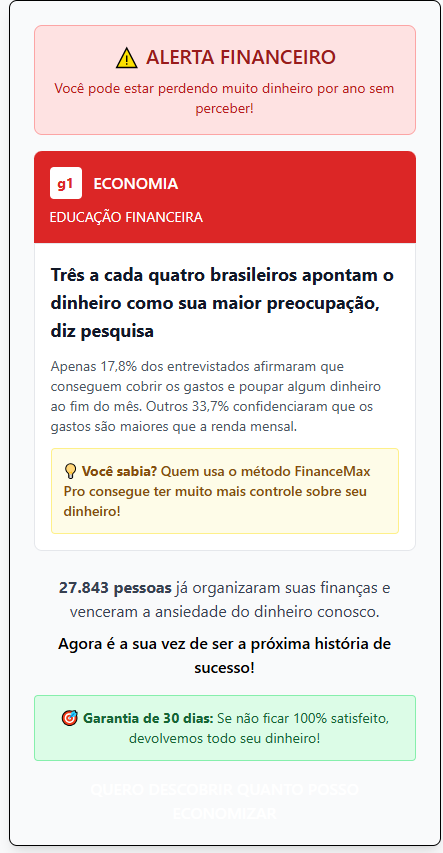 ALERTA FINANCEIRO
Você pode estar perdendo muito dinheiro por ano sem
perceber!
g1 ECONOMIA
EDUCAÇÃO FINANCEIRA
Três a cada quatro brasileiros apontam o
dinheiro como sua maior preocupação,
diz pesquisa
Apenas 17,8% dos entrevistados afirmaram que
conseguem cobrir os gastos e poupar algum dinheiro
ao fim do mês. Outros 33,7% confidenciaram que os
gastos são maiores que a renda mensal.
Você sabia? Quem usa o método FinanceMax
Pro consegue ter muito mais controle sobre seu
dinheiro!
27.843 pessoas já organizaram suas finanças e
venceram a ansiedade do dinheiro conosco.
Agora é a sua vez de ser a próxima história de
sucesso!
Garantia de 30 dias: Se não ficar 100% satisfeito,
devolvemos todo seu dinheiro!
QUERO DESCOBRIR QUANTO POSSO
ECONOMIZAR